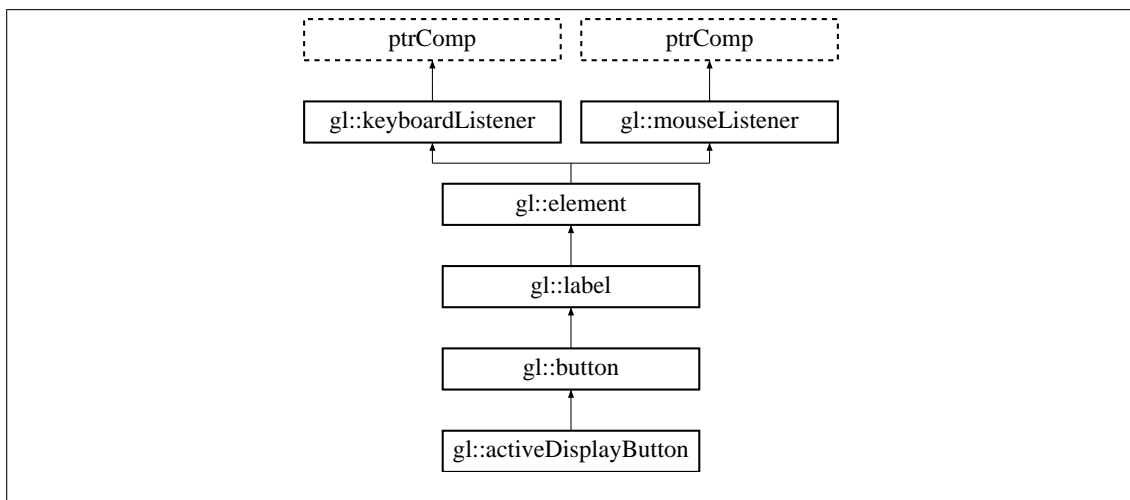 ptrComp ptrComp
gl::keyboardListener gl::mouseListener
gl::element
gl::label
gl::button
gl::activeDisplayButton